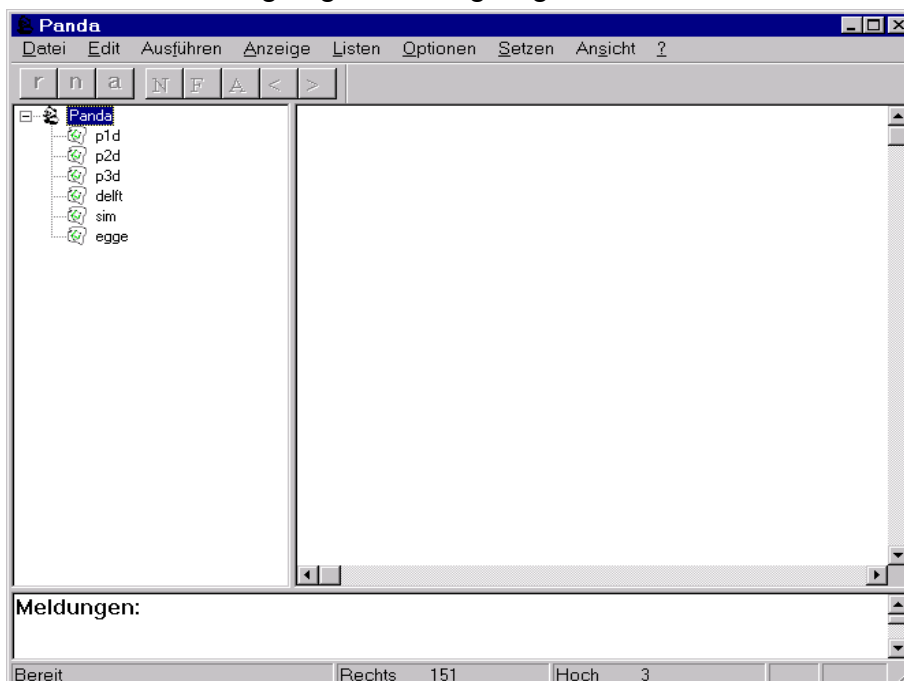 Panda
Datei Edit Ausführen Anzeige Listen Optionen Setzen Ansicht ?
r n a N F A < >
Panda
p1d
p2d
p3d
delft
sim
egge
Meldungen:
Bereit Rechts 151 Hoch 3